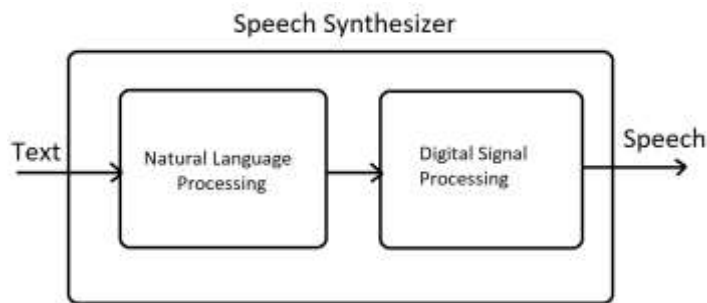 Speech Synthesizer
Text
Natural Language
Processing
Digital Signal
Processing
Speech